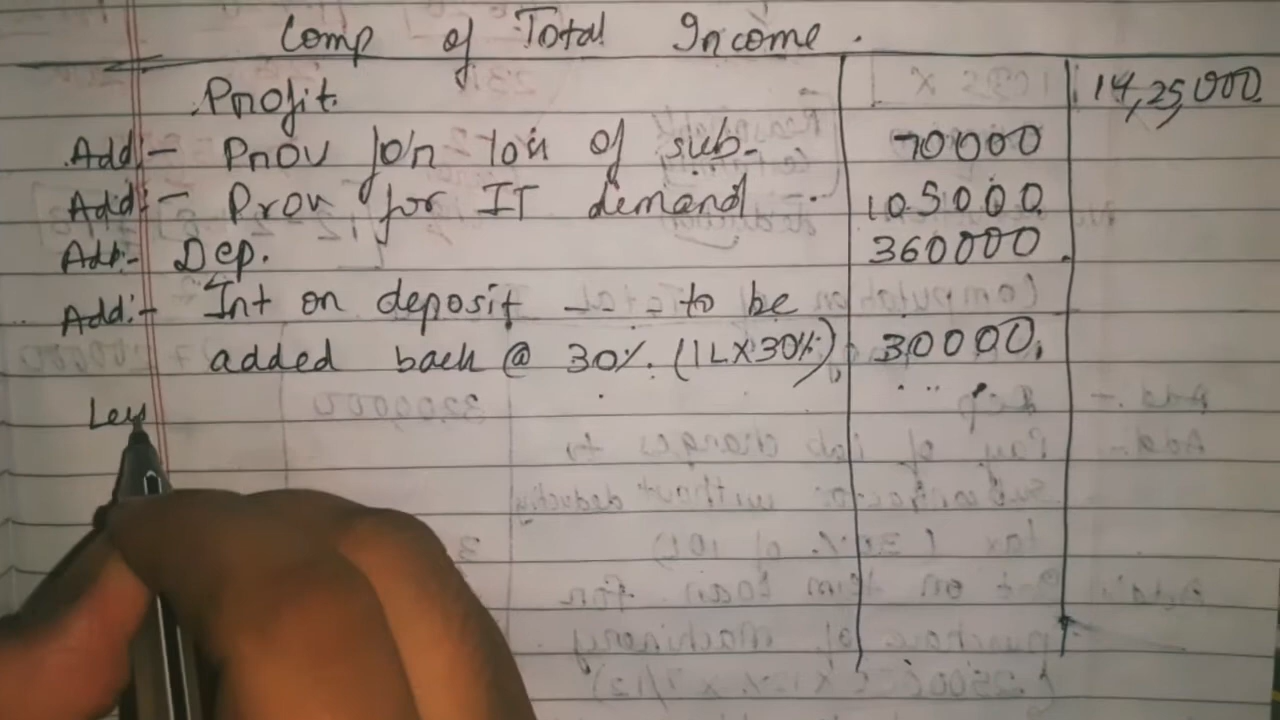 Comp of Total Income.
Profit. 14,25,000.
Add:- Prov for loss of sub. 70000
Add:- Prov for IT demand. 105000
Add:- Dep. 360000.
Add:- Int on deposit - to be
added back @ 30%. (1L X 30%) 30000.
Less